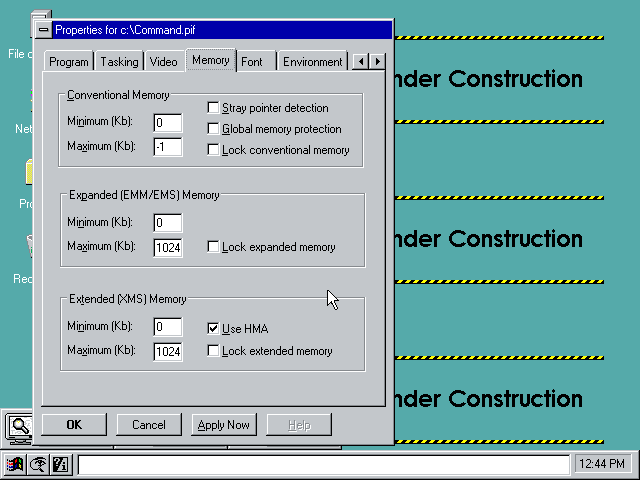 Properties for c:\Command.pif
Program Tasking Video Memory Font Environment
Conventional Memory
Minimum (Kb): 0
Maximum (Kb): -1
Stray pointer detection
Global memory protection
Lock conventional memory
Expanded (EMM/EMS) Memory
Minimum (Kb): 0
Maximum (Kb): 1024
Lock expanded memory
Extended (XMS) Memory
Minimum (Kb): 0
Maximum (Kb): 1024
Use HMA
Lock extended memory
OK Cancel Apply Now Help
File
Net
Pro
Rec
nder Construction
nder Construction
nder Construction
12:44 PM